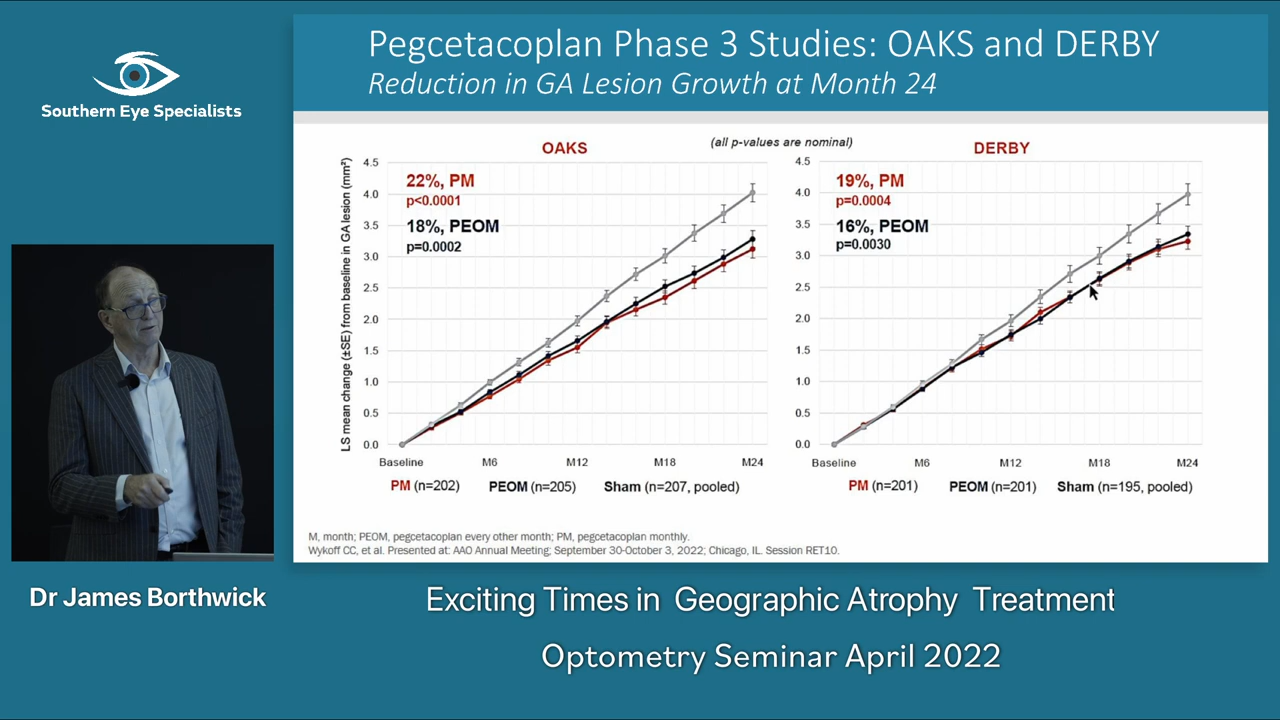 Southern Eye Specialists
Pegcetacoplan Phase 3 Studies: OAKS and DERBY
Reduction in GA Lesion Growth at Month 24
(all p-values are nominal)
OAKS
LS mean change (±SE) from baseline in GA lesion (mm²)
4.5
4.0
3.5
3.0
2.5
2.0
1.5
1.0
0.5
0.0
22%, PM
p<0.0001
18%, PEOM
p=0.0002
Baseline M6 M12 M18 M24
PM (n=202) PEOM (n=205) Sham (n=207, pooled)
DERBY
4.5
4.0
3.5
3.0
2.5
2.0
1.5
1.0
0.5
0.0
19%, PM
p=0.0004
16%, PEOM
p=0.0030
Baseline M6 M12 M18 M24
PM (n=201) PEOM (n=201) Sham (n=195, pooled)
M, month; PEOM, pegcetacoplan every other month; PM, pegcetacoplan monthly.
Wykoff CC, et al. Presented at: AAO Annual Meeting; September 30-October 3, 2022; Chicago, IL. Session RET10.
Dr James Borthwick
Exciting Times in Geographic Atrophy Treatment
Optometry Seminar April 2022